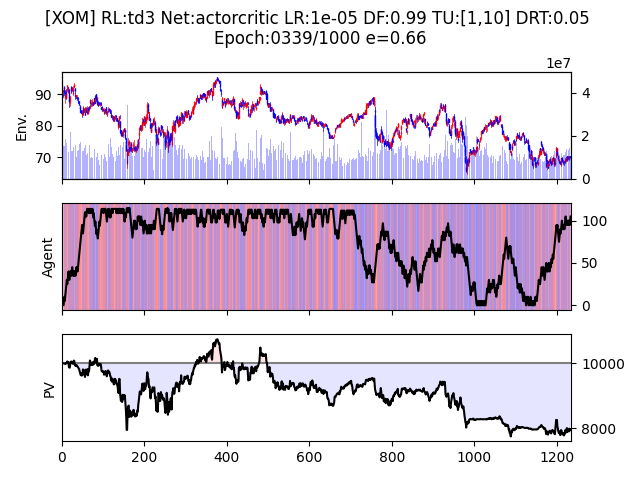 [XOM] RL:td3 Net:actorcritic LR:1e-05 DF:0.99 TU:[1,10] DRT:0.05
Epoch:0339/1000 e=0.66
1e7
Env.
90
80
70
4
2
0
Agent
100
50
0
PV
10000
8000
0 200 400 600 800 1000 1200